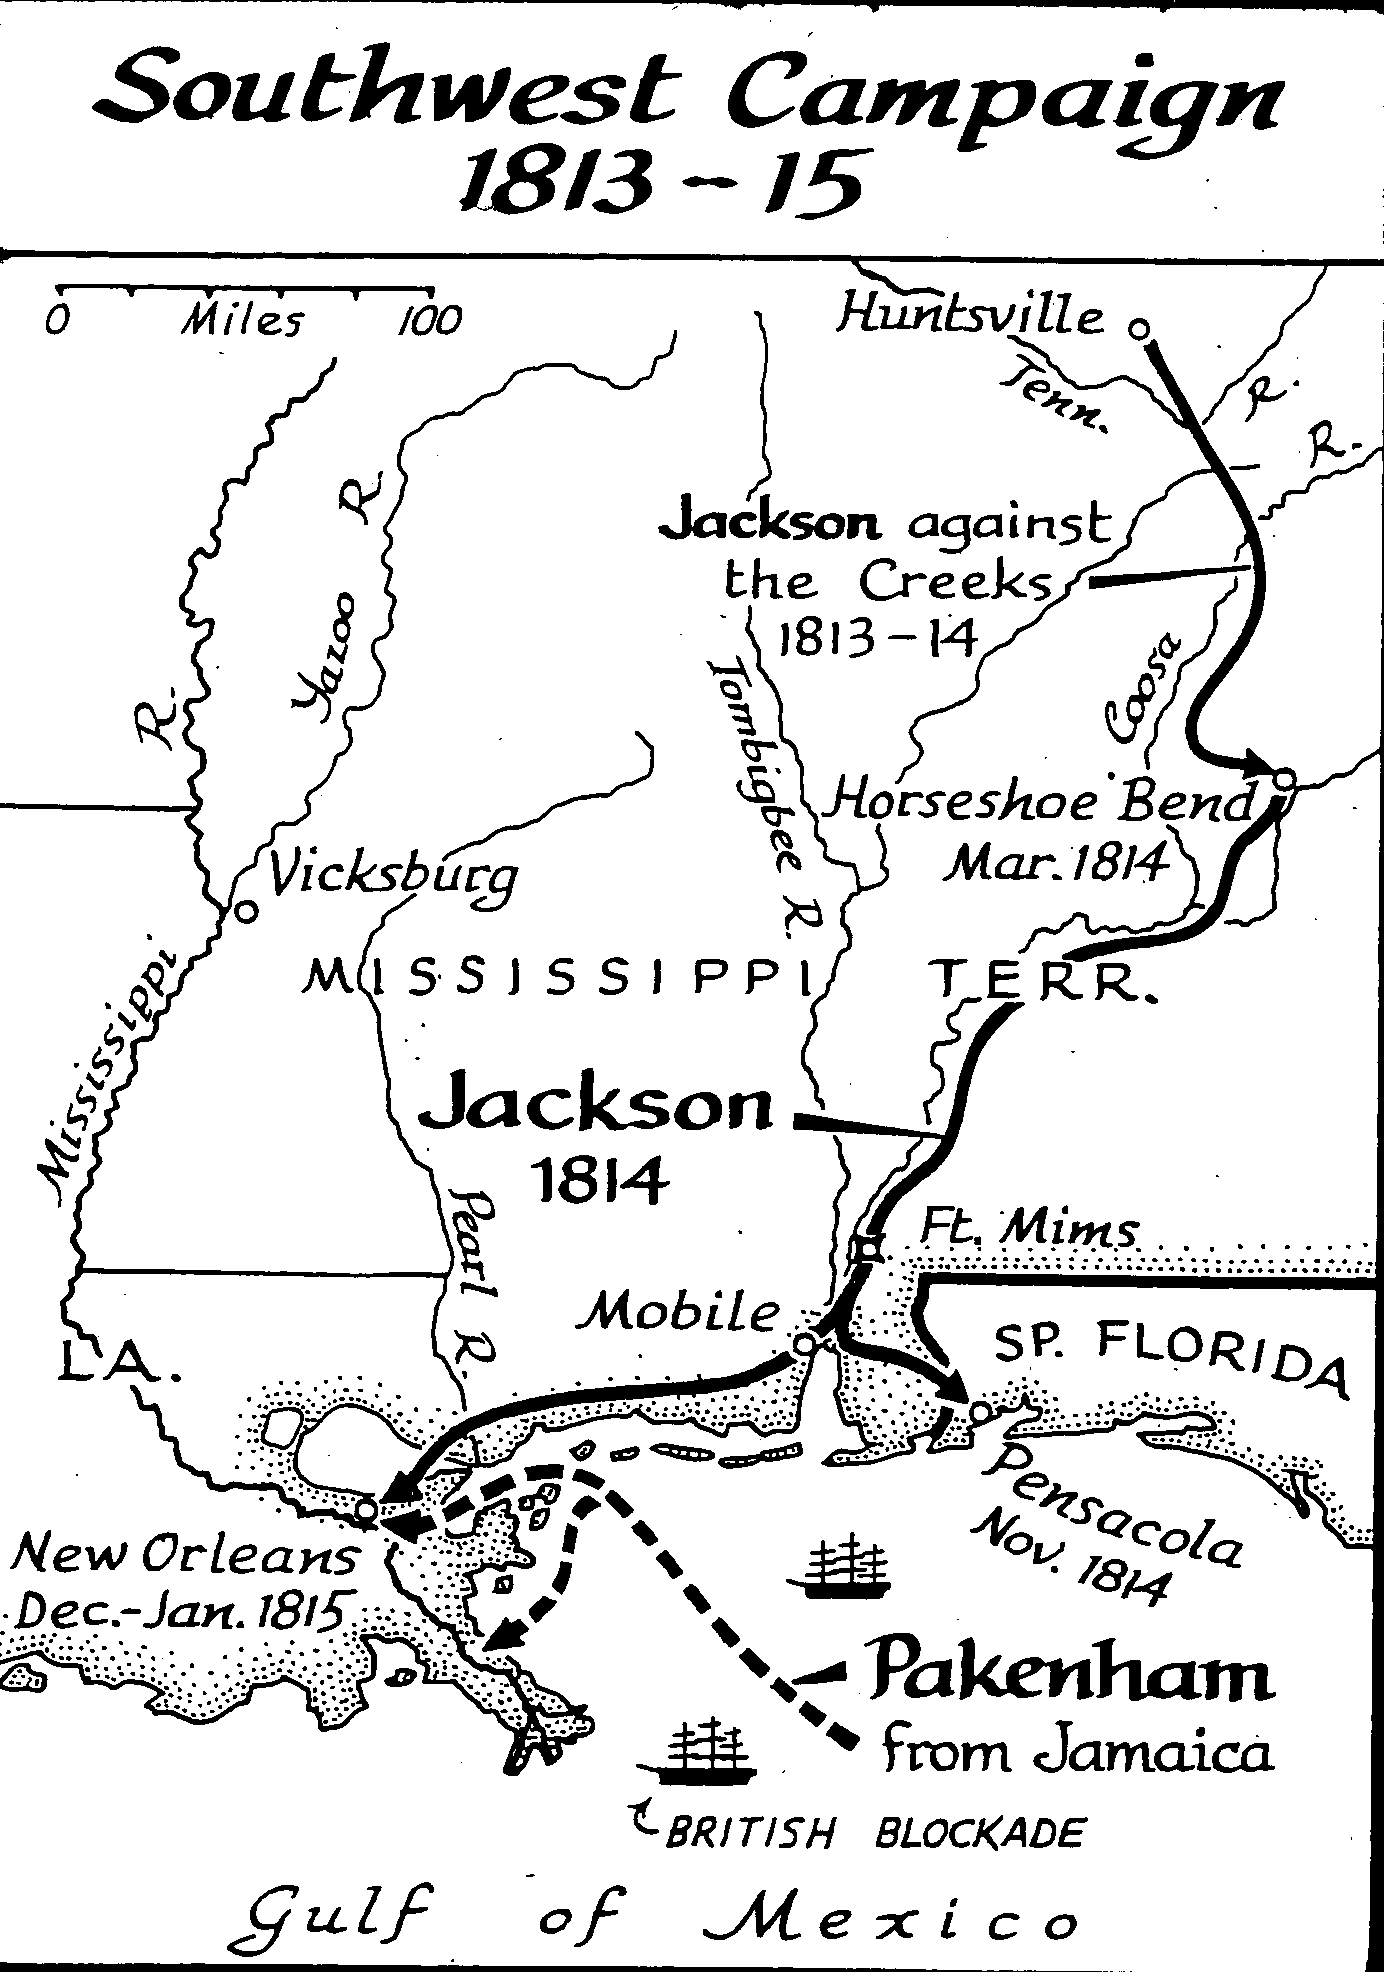 Southwest Campaign
1813-15
0 Miles 100
Huntsville
Tenn.
R.
R.
Jackson against
the Creeks
1813-14
R.
Yazoo
R.
Tombigbee R.
Coosa
Horseshoe Bend
Mar. 1814
Vicksburg
Mississippi
MISSISSIPPI TERR.
Jackson
1814
Pearl R.
Ft. Mims
Mobile
SP. FLORIDA
LA.
Pensacola
Nov. 1814
New Orleans
Dec.-Jan. 1815
Pakenham
from Jamaica
BRITISH BLOCKADE
Gulf of Mexico